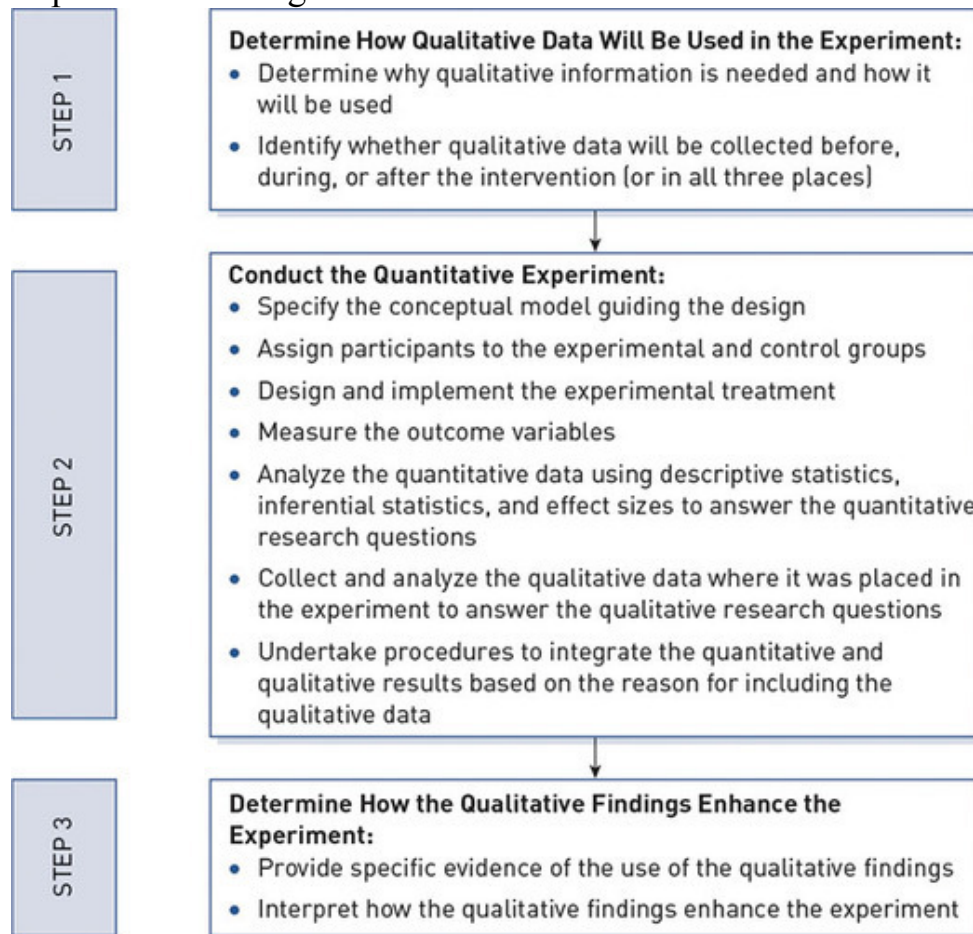 STEP 1
Determine How Qualitative Data Will Be Used in the Experiment:
• Determine why qualitative information is needed and how it
will be used
• Identify whether qualitative data will be collected before,
during, or after the intervention (or in all three places)
STEP 2
Conduct the Quantitative Experiment:
• Specify the conceptual model guiding the design
• Assign participants to the experimental and control groups
• Design and implement the experimental treatment
• Measure the outcome variables
• Analyze the quantitative data using descriptive statistics,
inferential statistics, and effect sizes to answer the quantitative
research questions
• Collect and analyze the qualitative data where it was placed in
the experiment to answer the qualitative research questions
• Undertake procedures to integrate the quantitative and
qualitative results based on the reason for including the
qualitative data
STEP 3
Determine How the Qualitative Findings Enhance the
Experiment:
• Provide specific evidence of the use of the qualitative findings
• Interpret how the qualitative findings enhance the experiment